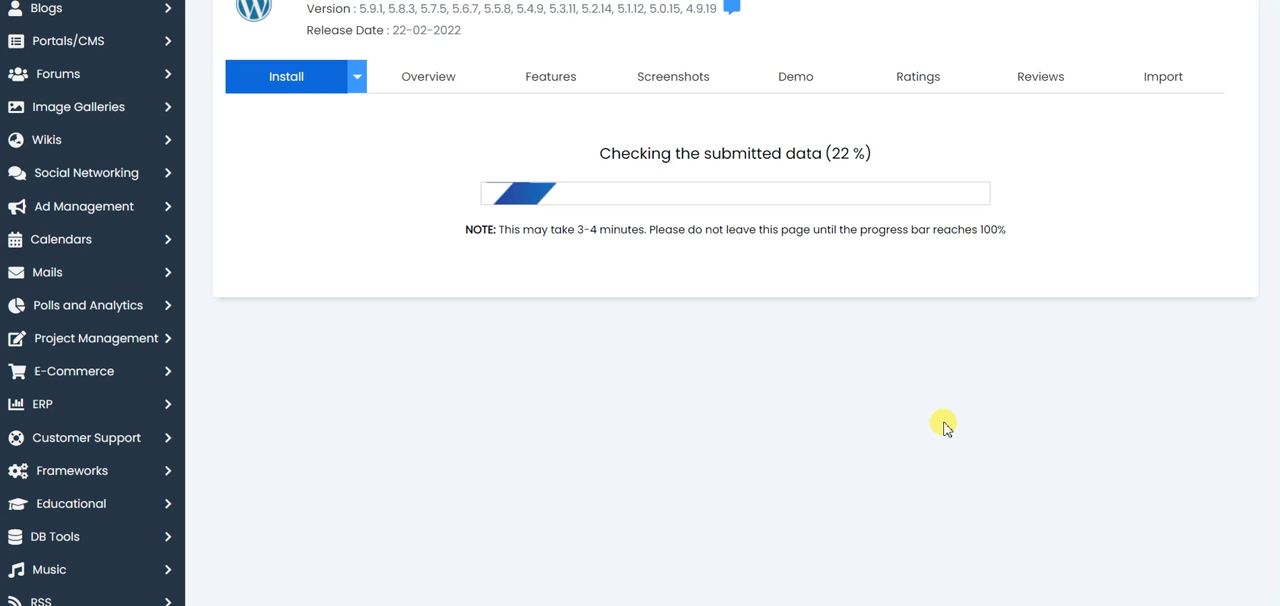 Blogs
Portals/CMS
Forums
Image Galleries
Wikis
Social Networking
Ad Management
Calendars
Mails
Polls and Analytics
Project Management
E-Commerce
ERP
Customer Support
Frameworks
Educational
DB Tools
Music
RSS
Version : 5.9.1, 5.8.3, 5.7.5, 5.6.7, 5.5.8, 5.4.9, 5.3.11, 5.2.14, 5.1.12, 5.0.15, 4.9.19
Release Date : 22-02-2022
Install Overview Features Screenshots Demo Ratings Reviews Import
Checking the submitted data (22 %)
NOTE: This may take 3-4 minutes. Please do not leave this page until the progress bar reaches 100%